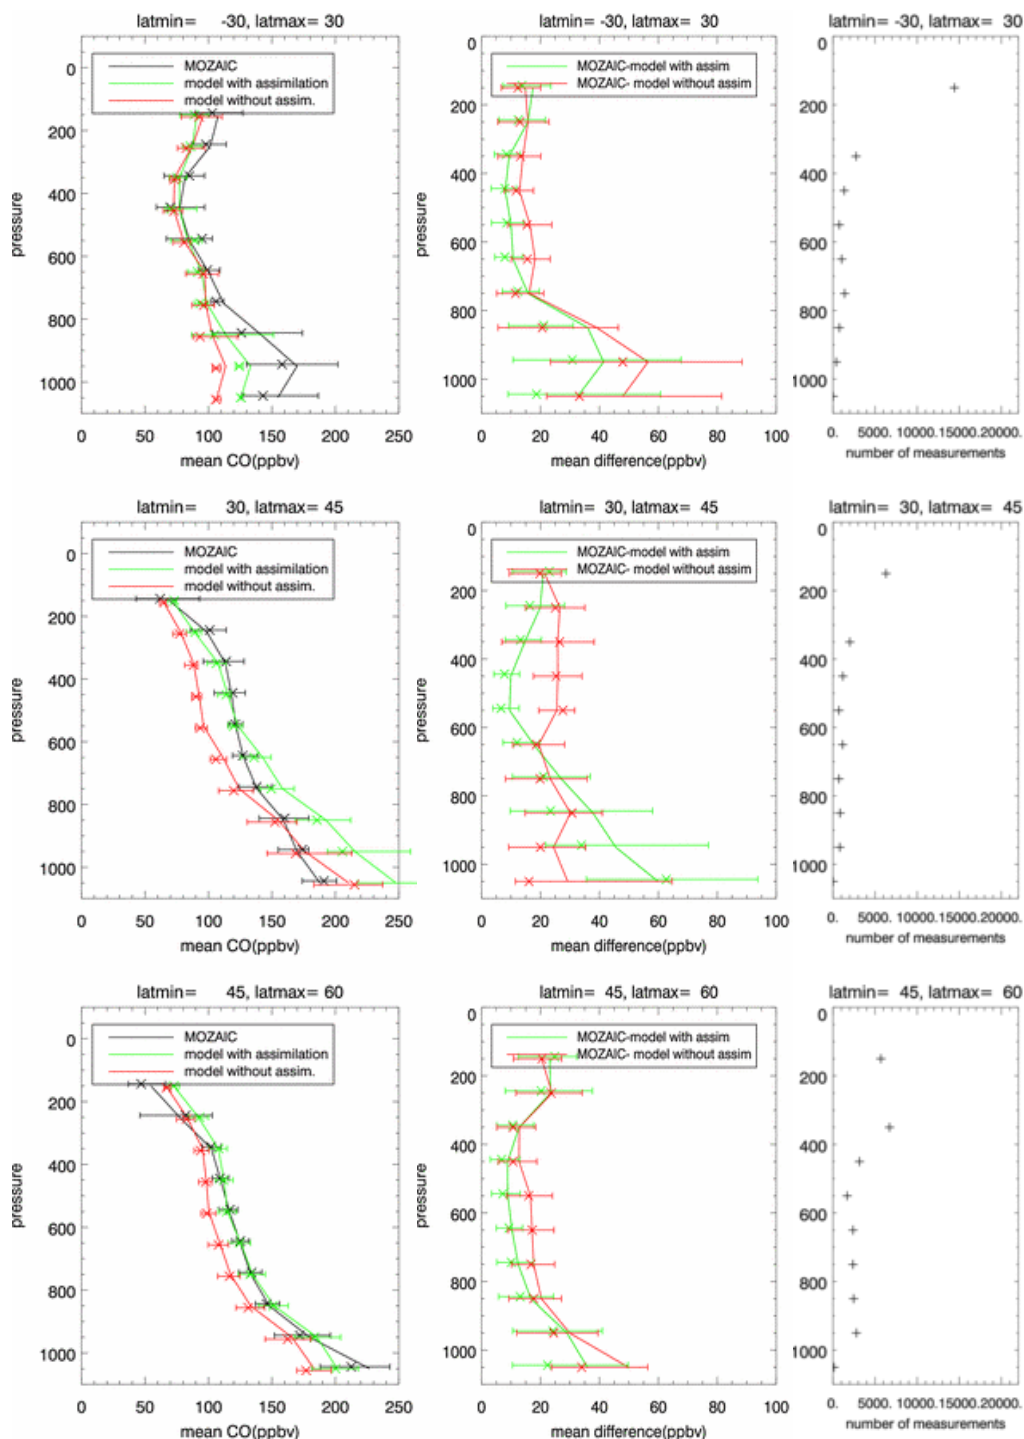 latmin= -30, latmax= 30
latmin= -30, latmax= 30
latmin= -30, latmax= 30
MOZAIC
model with assimilation
model without assim.
MOZAIC-model with assim
MOZAIC- model without assim
0
200
400
600
800
1000
pressure
0 50 100 150 200 250
mean CO(ppbv)
0
200
400
600
800
1000
pressure
0 20 40 60 80 100
mean difference(ppbv)
0
200
400
600
800
1000
0. 5000. 10000. 15000. 20000.
number of measurements
latmin= 30, latmax= 45
latmin= 30, latmax= 45
latmin= 30, latmax= 45
MOZAIC
model with assimilation
model without assim.
MOZAIC-model with assim
MOZAIC- model without assim
0
200
400
600
800
1000
pressure
0 50 100 150 200 250
mean CO(ppbv)
0
200
400
600
800
1000
pressure
0 20 40 60 80 100
mean difference(ppbv)
0
200
400
600
800
1000
0. 5000. 10000. 15000. 20000.
number of measurements
latmin= 45, latmax= 60
latmin= 45, latmax= 60
latmin= 45, latmax= 60
MOZAIC
model with assimilation
model without assim.
MOZAIC-model with assim
MOZAIC- model without assim
0
200
400
600
800
1000
pressure
0 50 100 150 200 250
mean CO(ppbv)
0
200
400
600
800
1000
pressure
0 20 40 60 80 100
mean difference(ppbv)
0
200
400
600
800
1000
0. 5000. 10000. 15000. 20000.
number of measurements